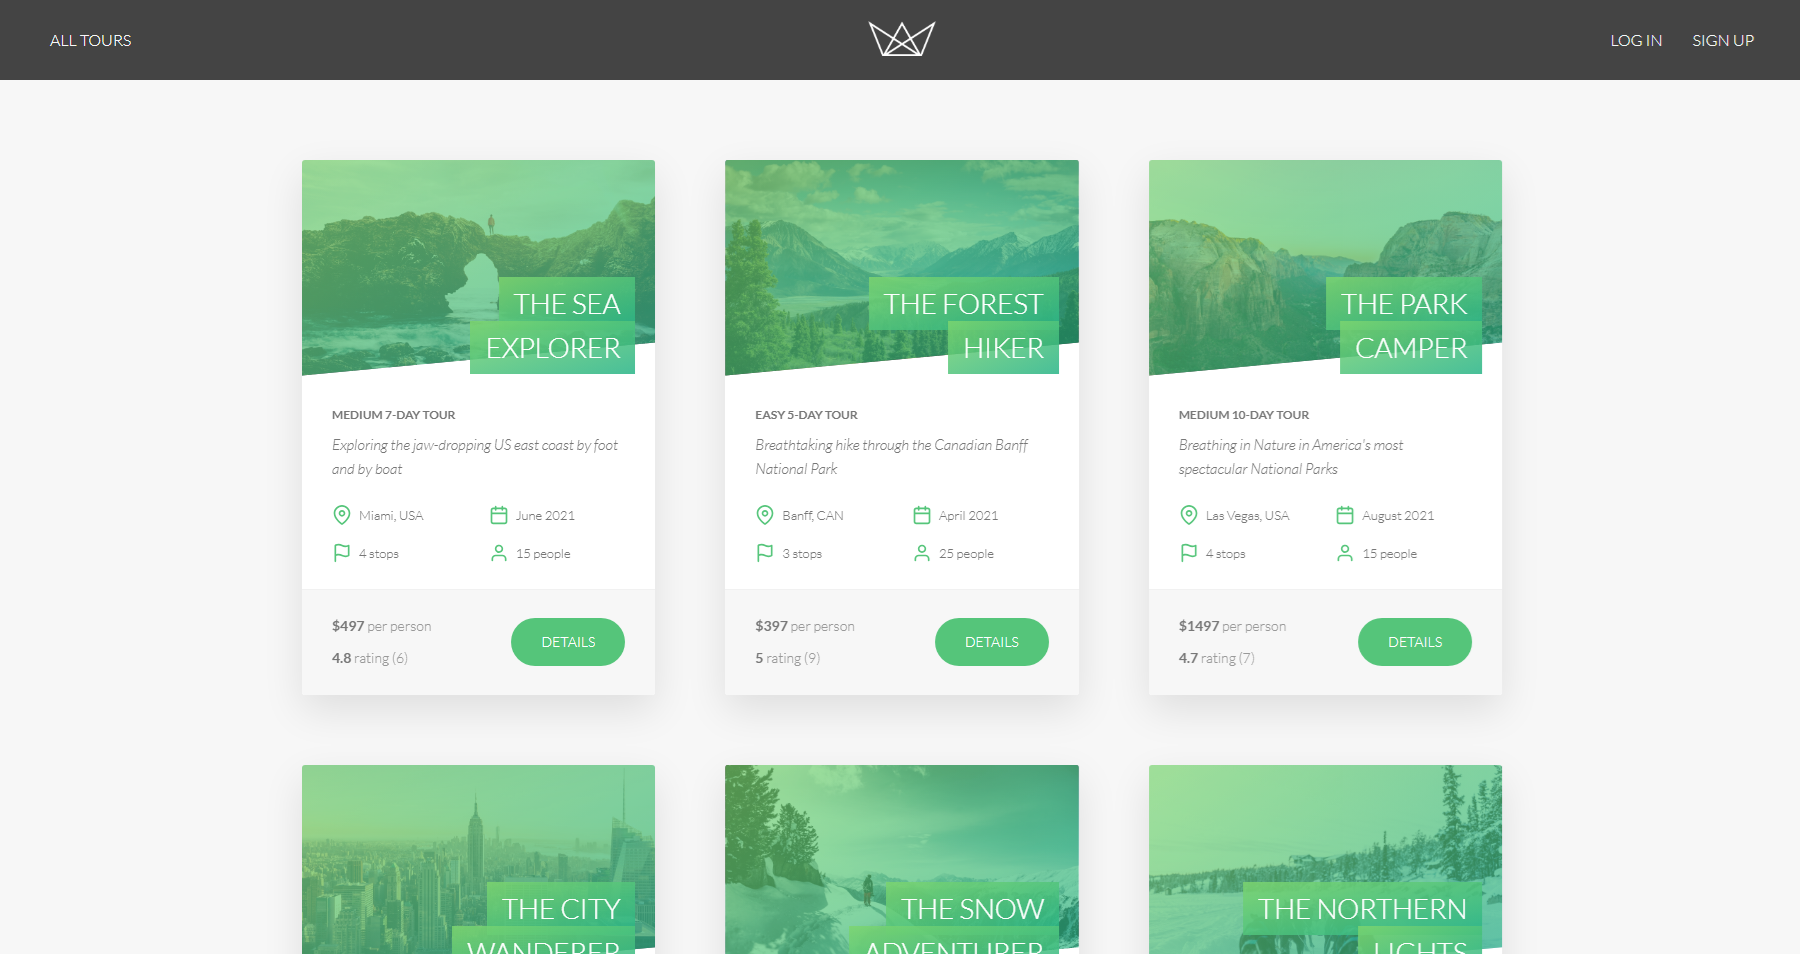 ALL TOURS
LOG IN
SIGN UP
THE SEA
EXPLORER
MEDIUM 7-DAY TOUR
Exploring the jaw-dropping US east coast by foot
and by boat
Miami, USA
June 2021
4 stops
15 people
$497 per person
4.8 rating (6)
DETAILS
THE FOREST
HIKER
EASY 5-DAY TOUR
Breathtaking hike through the Canadian Banff
National Park
Banff, CAN
April 2021
3 stops
25 people
$397 per person
5 rating (9)
DETAILS
THE PARK
CAMPER
MEDIUM 10-DAY TOUR
Breathing in Nature in America's most
spectacular National Parks
Las Vegas, USA
August 2021
4 stops
15 people
$1497 per person
4.7 rating (7)
DETAILS
THE CITY
WANDERER
THE SNOW
ADVENTURER
THE NORTHERN
LIGHTS